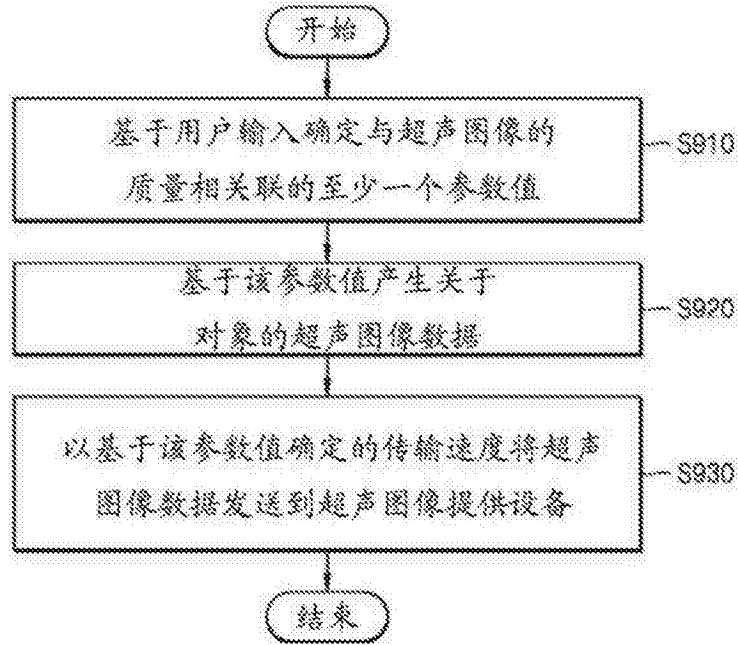 开始
基于用户输入确定与超声图像的
质量相关联的至少一个参数值
S910
基于该参数值产生关于
对象的超声图像数据
S920
以基于该参数值确定的传输速度将超声
图像数据发送到超声图像提供设备
S930
结束